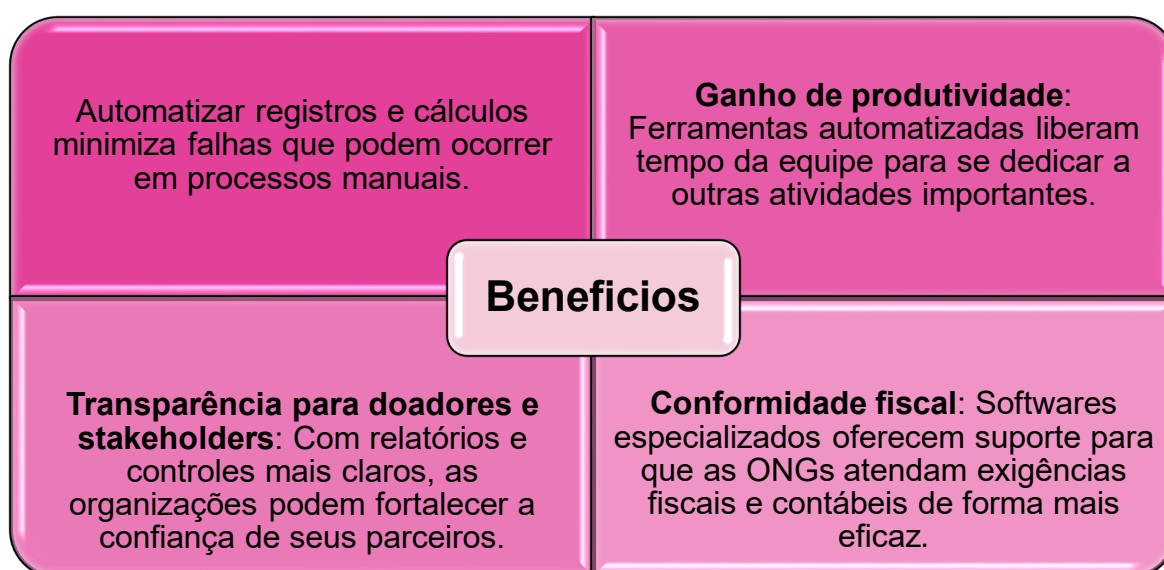 Automatizar registros e cálculos
minimiza falhas que podem ocorrer
em processos manuais.
Ganho de produtividade:
Ferramentas automatizadas liberam
tempo da equipe para se dedicar a
outras atividades importantes.
Beneficios
Transparência para doadores e
stakeholders: Com relatórios e
controles mais claros, as
organizações podem fortalecer a
confiança de seus parceiros.
Conformidade fiscal: Softwares
especializados oferecem suporte para
que as ONGs atendam exigências
fiscais e contábeis de forma mais
eficaz.